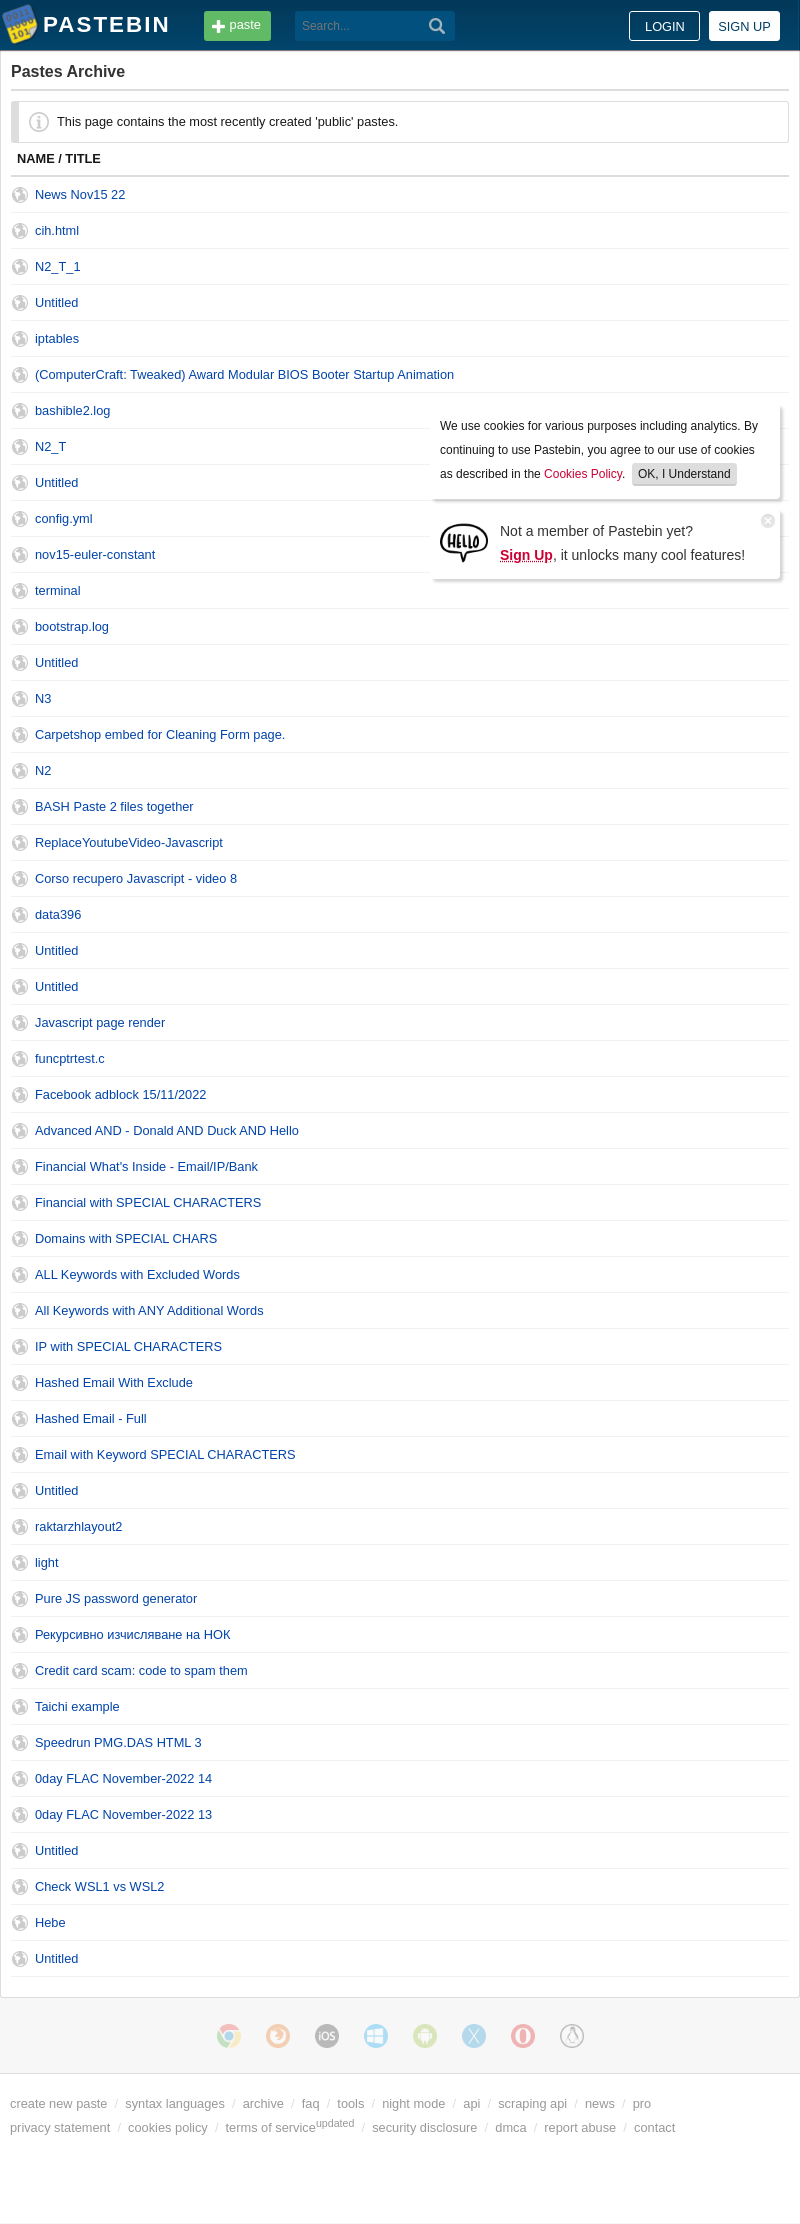 PASTEBIN
paste
Search...
LOGIN
SIGN UP
Pastes Archive
This page contains the most recently created 'public' pastes.
NAME / TITLE
News Nov15 22
cih.html
N2_T_1
Untitled
iptables
(ComputerCraft: Tweaked) Award Modular BIOS Booter Startup Animation
bashible2.log
N2_T
Untitled
config.yml
nov15-euler-constant
We use cookies for various purposes including analytics. By
continuing to use Pastebin, you agree to our use of cookies
as described in the Cookies Policy. OK, I Understand
HELLO
Not a member of Pastebin yet?
Sign Up, it unlocks many cool features!
terminal
bootstrap.log
Untitled
N3
Carpetshop embed for Cleaning Form page.
N2
BASH Paste 2 files together
ReplaceYoutubeVideo-Javascript
Corso recupero Javascript - video 8
data396
Untitled
Untitled
Javascript page render
funcptrtest.c
Facebook adblock 15/11/2022
Advanced AND - Donald AND Duck AND Hello
Financial What's Inside - Email/IP/Bank
Financial with SPECIAL CHARACTERS
Domains with SPECIAL CHARS
ALL Keywords with Excluded Words
All Keywords with ANY Additional Words
IP with SPECIAL CHARACTERS
Hashed Email With Exclude
Hashed Email - Full
Email with Keyword SPECIAL CHARACTERS
Untitled
raktarzhlayout2
light
Pure JS password generator
Рекурсивно изчисляване на НОК
Credit card scam: code to spam them
Taichi example
Speedrun PMG.DAS HTML 3
0day FLAC November-2022 14
0day FLAC November-2022 13
Untitled
Check WSL1 vs WSL2
Hebe
Untitled
iOS
create new paste / syntax languages / archive / faq / tools / night mode / api / scraping api / news / pro
privacy statement / cookies policy / terms of serviceupdated / security disclosure / dmca / report abuse / contact